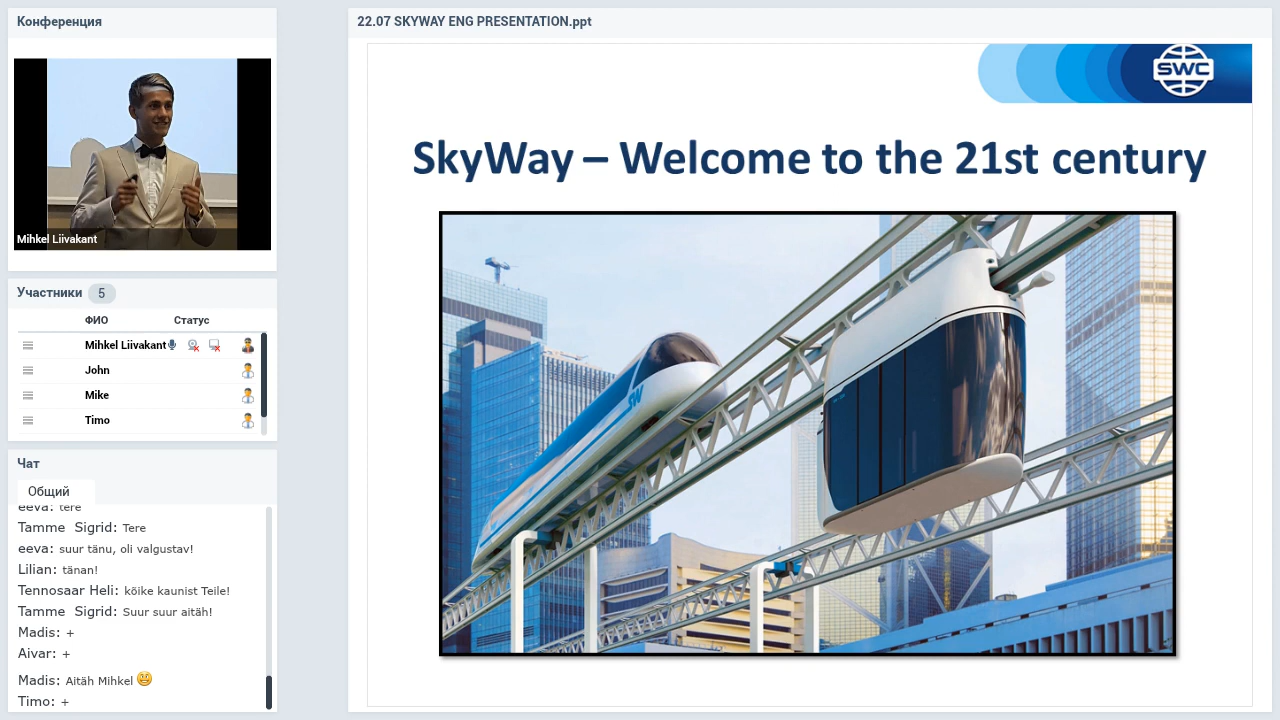 Конференция
Mihkel Liivakant
Участники 5
ФИО Статус
Mihkel Liivakant
John
Mike
Timo
Чат
Общий
eeva: tere
Tamme Sigrid: Tere
eeva: suur tänu, oli valgustav!
Lilian: tänan!
Tennosaar Heli: kõike kaunist Teile!
Tamme Sigrid: Suur suur aitäh!
Madis: +
Aivar: +
Madis: Aitäh Mihkel
Timo: +
22.07 SKYWAY ENG PRESENTATION.ppt
SWC
SkyWay – Welcome to the 21st century
SW